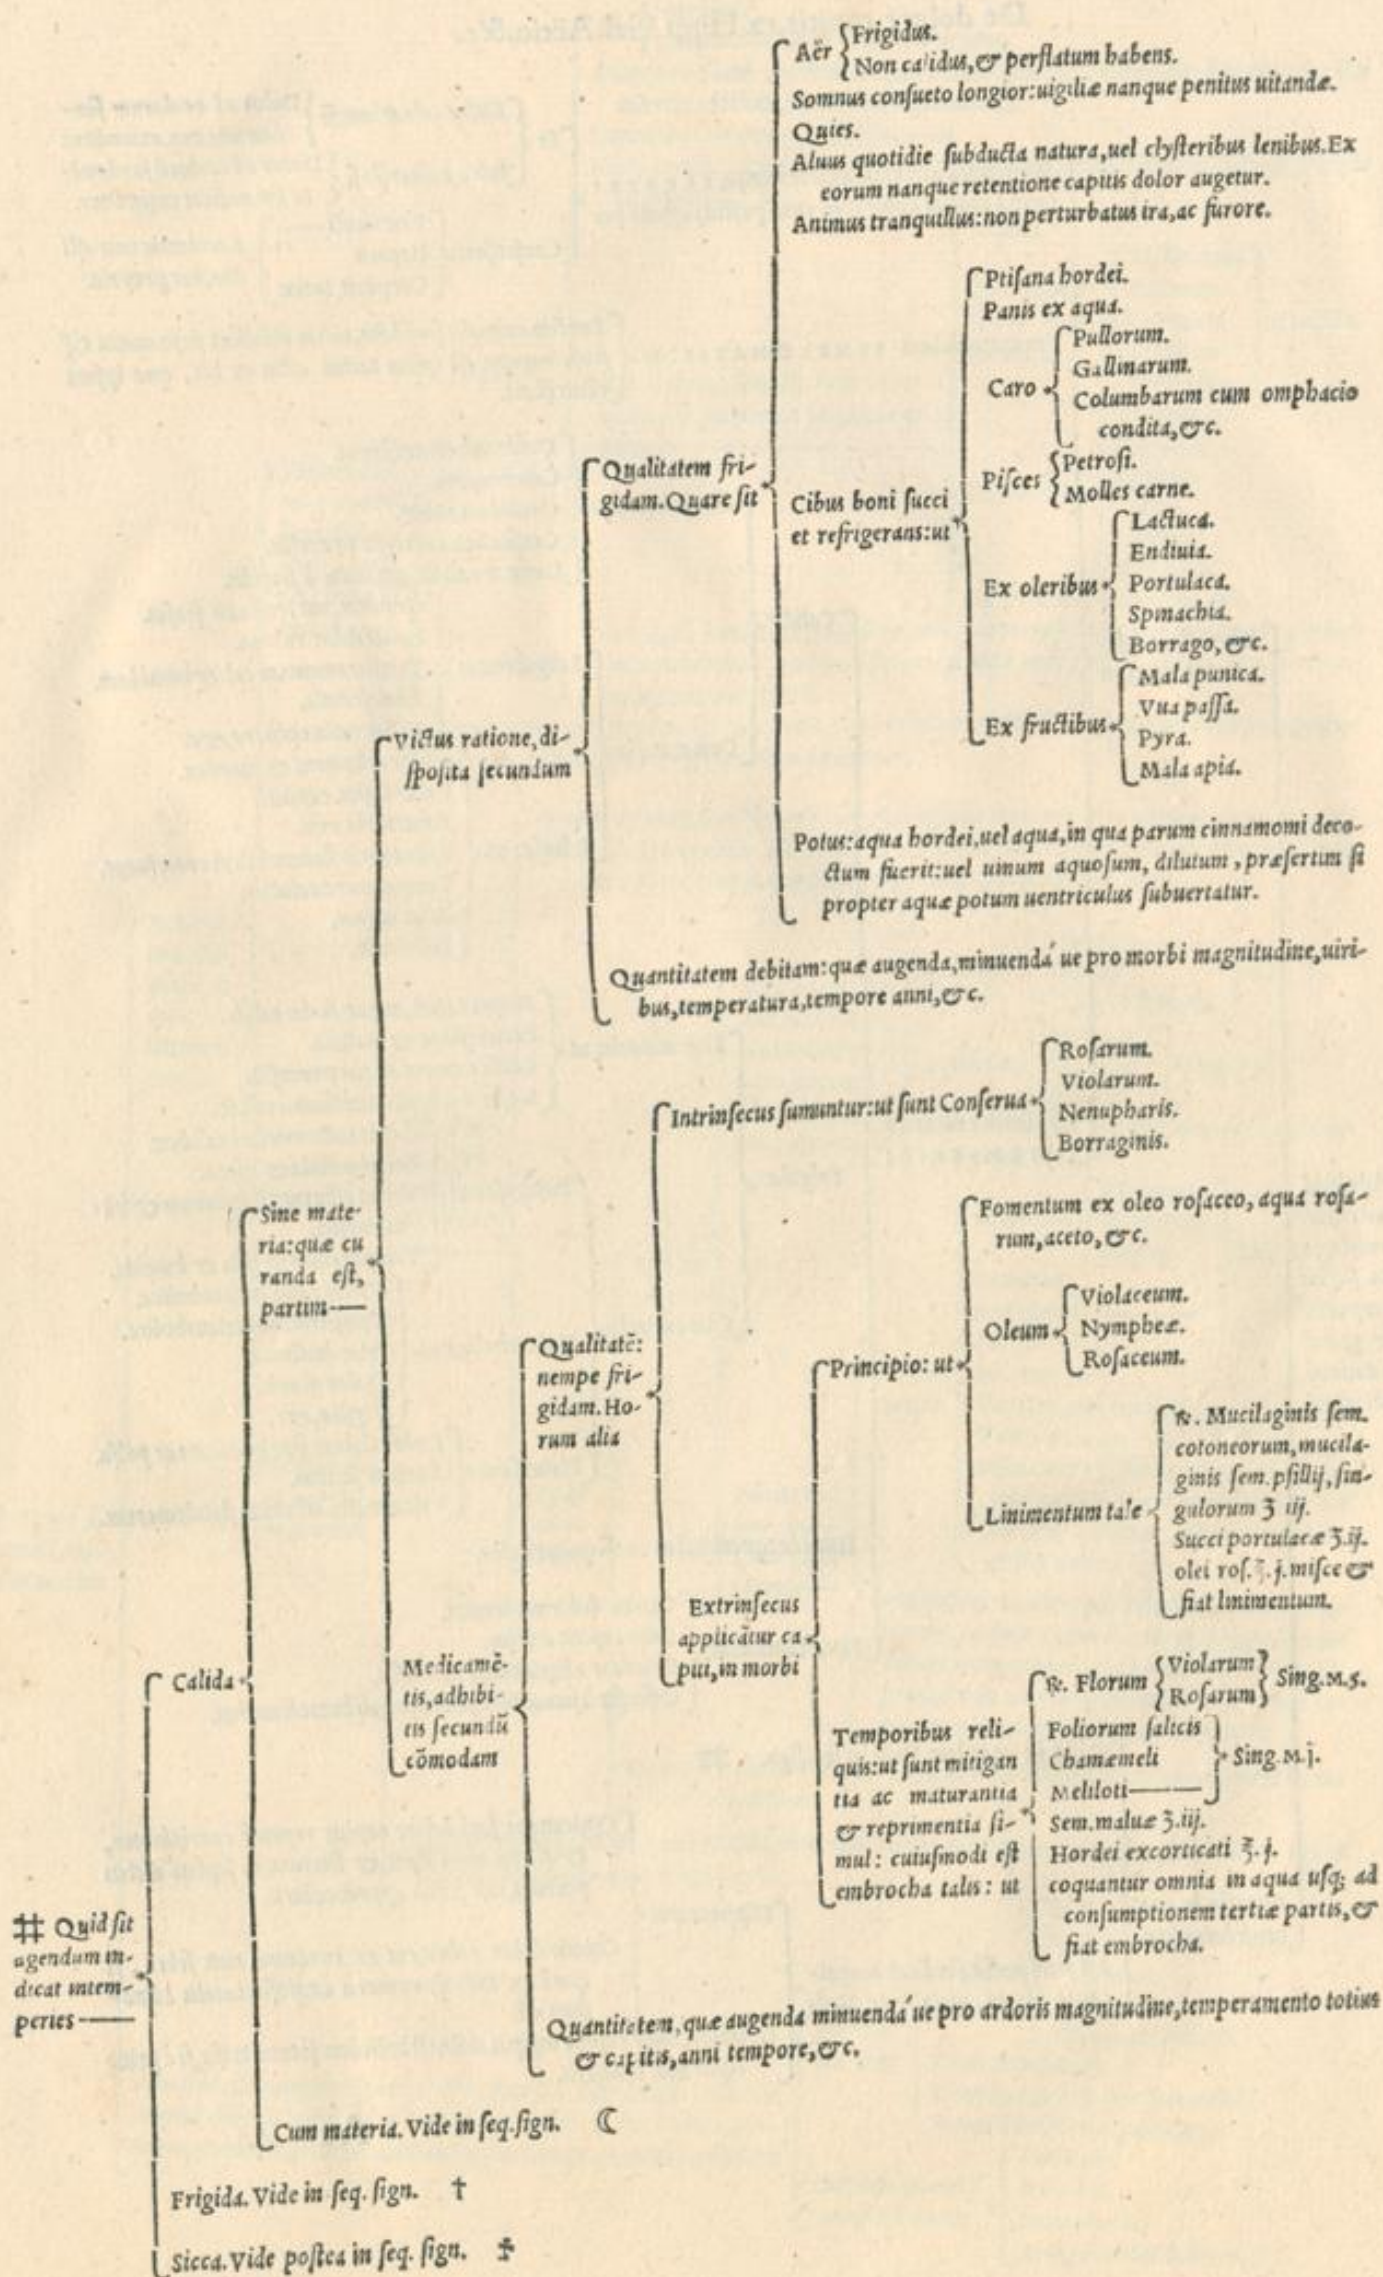 Aër
Frigidus.
Non calidus, & perflatum habens.
Somnus consueto longior: uigiliæ nanque penitus uitandæ.
Quies.
Aluus quotidie subducta natura, uel clysteribus lenibus. Ex
eorum nanque retentione capitis dolor augetur.
Animus tranquillus: non perturbatus ira, ac furore.
Ptisana hordei.
Panis ex aqua.
Caro
Pullorum.
Gallinarum.
Columbarum cum omphacio
condita, &c.
Qualitatem fri-
gidam. Quare sit
Cibus boni succi
et refrigerans: ut
Pisces
Petrosi.
Molles carne.
Ex oleribus
Lactuca.
Endiuia.
Portulaca.
Spinachia.
Borrago, &c.
Ex fructibus
Mala punica.
Vua passa.
Pyra.
Mala apia.
Victus ratione, di-
sposita secundum
Potus: aqua hordei, uel aqua, in qua parum cinnamomi deco-
ctum fuerit: uel uinum aquosum, dilutum, præsertim si
propter aquæ potum uentriculus subuertatur.
Quantitatem debitam: quæ augenda, minuendá ue pro morbi magnitudine, uiri-
bus, temperatura, tempore anni, &c.
Intrinsecus sumuntur: ut sunt Conserua
Rosarum.
Violarum.
Nenupharis.
Borraginis.
Sine mate-
ria: quæ cu
randa est,
partim
Fomentum ex oleo rosaceo, aqua rosa-
rum, aceto, &c.
Oleum
Violaceum.
Nympheæ.
Rosaceum.
Qualitatē:
nempe fri-
gidam. Ho-
rum alia
Principio: ut
Linimentum tale
℞. Mucilaginis sem.
cotoneorum, mucila-
ginis sem. psillij, sin-
gulorum ʒ iij.
Succi portulacæ ʒ. ij.
olei ros. ℥. j. misce &
fiat linimentum.
Extrinsecus
applicātur ca
pui, in morbi
Calida
Medicamē-
tis, adhibi-
tis secundū
cōmodam
Temporibus reli-
quis: ut sunt mitigan
tia ac maturantia
& reprimentia si-
mul: cuiusmodi est
embrocha talis: ut
℞. Florum
Violarum
Rosarum
Sing. M. s.
Foliorum salicis
Chamæmeli
Meliloti
Sing. M. j.
Sem. maluæ ʒ. iij.
Hordei excorticati ℥. j.
coquantur omnia in aqua usq; ad
consumptionem tertiæ partis, &
fiat embrocha.
⌗ Quid sit
agendum in-
dicat intem-
peries
Quantitatem, quæ augenda minuendá ue pro ardoris magnitudine, temperamento totius
& capitis, anni tempore, &c.
Cum materia. Vide in seq. sign. ☾
Frigida. Vide in seq. sign. †
Sicca. Vide postea in seq. sign.